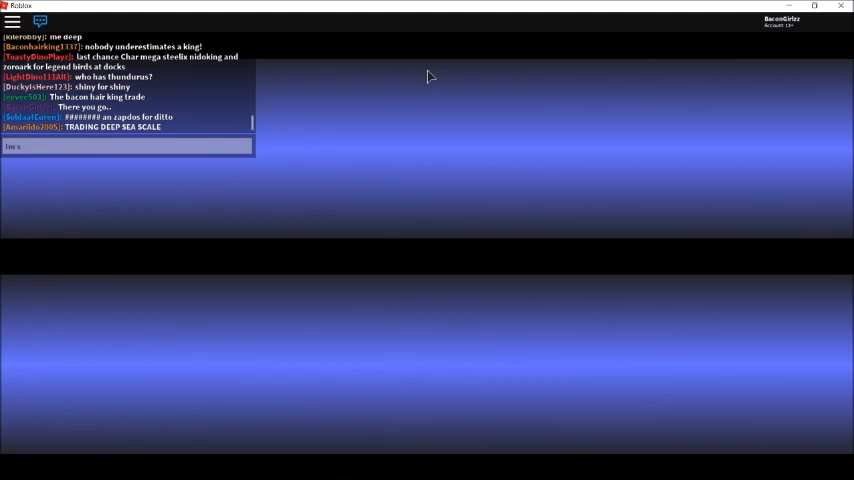 Roblox
BaconGirlzz
Account: 13+
[kilerobby]: me deep
[Baconhairking1337]: nobody underestimates a king!
[ToastyDinoPlayz]: last chance Char mega steelix nidoking and
zoroark for legend birds at docks
[LightDino111Alt]: who has thundurus?
[DuckyIsHere123]: shiny for shiny
[eevee503]: The bacon hair king trade
[BaconGirlzz]: There you go..
[SoldaatEuren]: ######## an zapdos for ditto
[Amarildo2005]: TRADING DEEP SEA SCALE
Im s